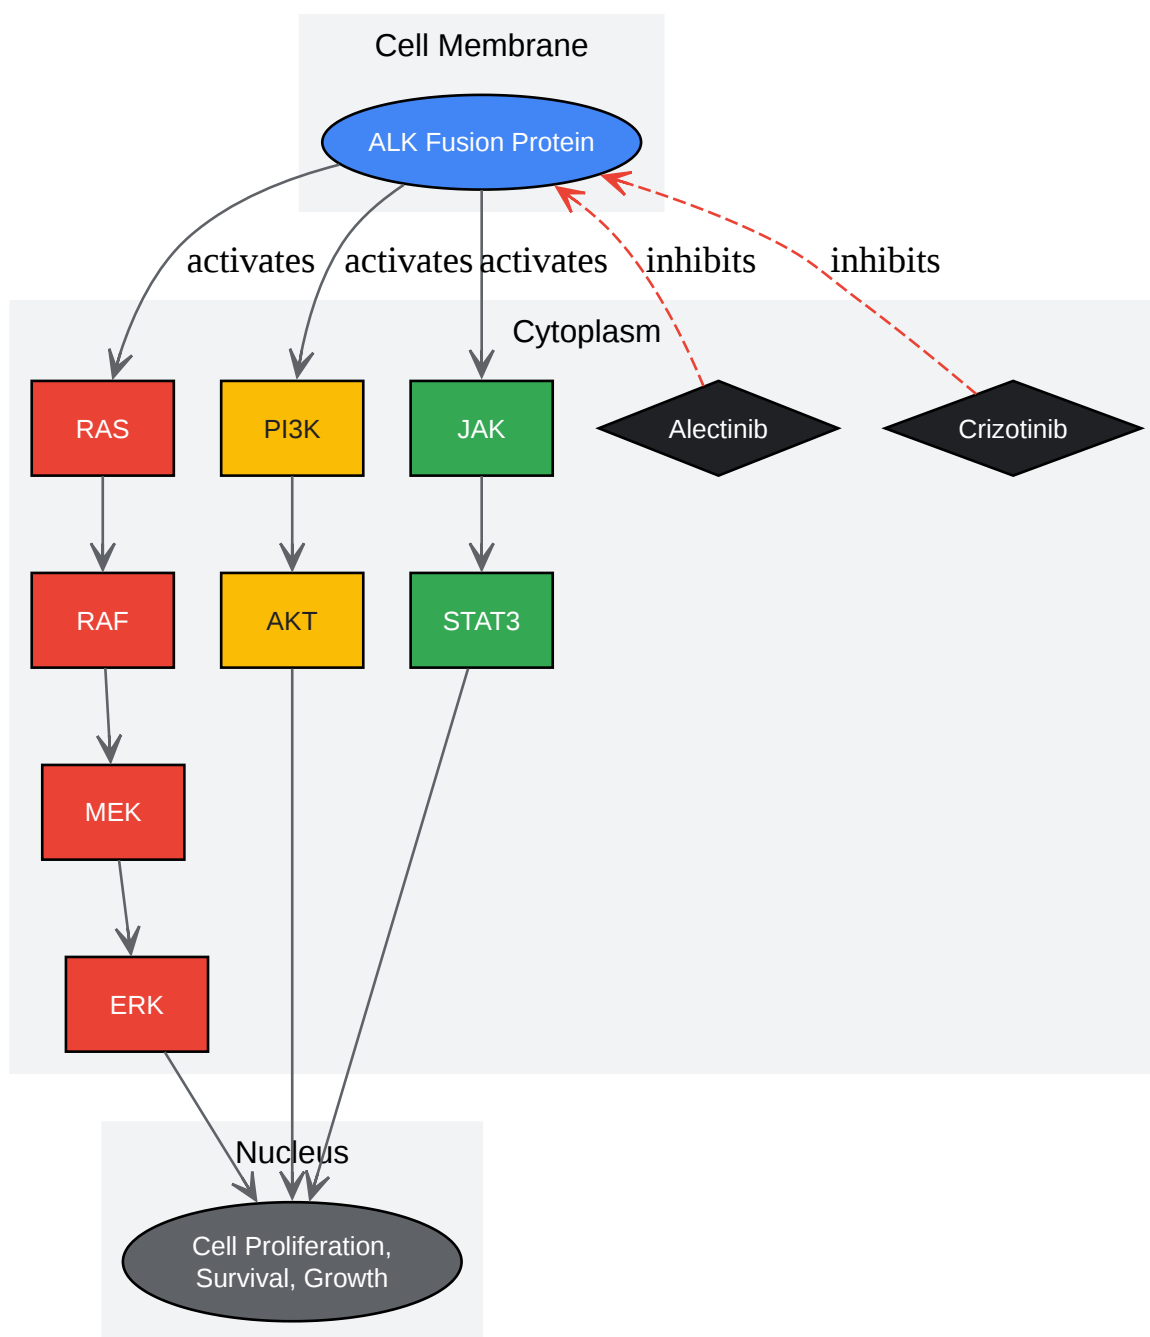 Cell Membrane
ALK Fusion Protein
activates
activates
activates
inhibits
inhibits
Cytoplasm
RAS
PI3K
JAK
Alectinib
Crizotinib
RAF
AKT
STAT3
MEK
ERK
Nucleus
Cell Proliferation,
Survival, Growth